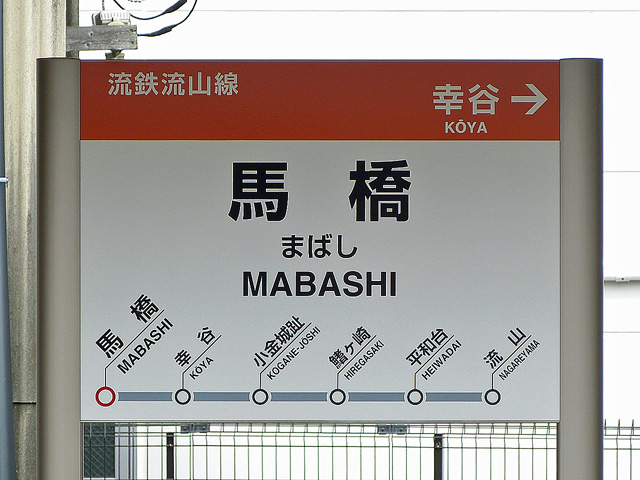 流鉄流山線
幸谷 →
KŌYA
馬橋
まばし
MABASHI
馬橋
MABASHI
幸谷
KOYA
小金城趾
KOGANE-JŌSHI
鰭ヶ崎
HIREGASAKI
平和台
HEIWADAI
流山
NAGAREYAMA